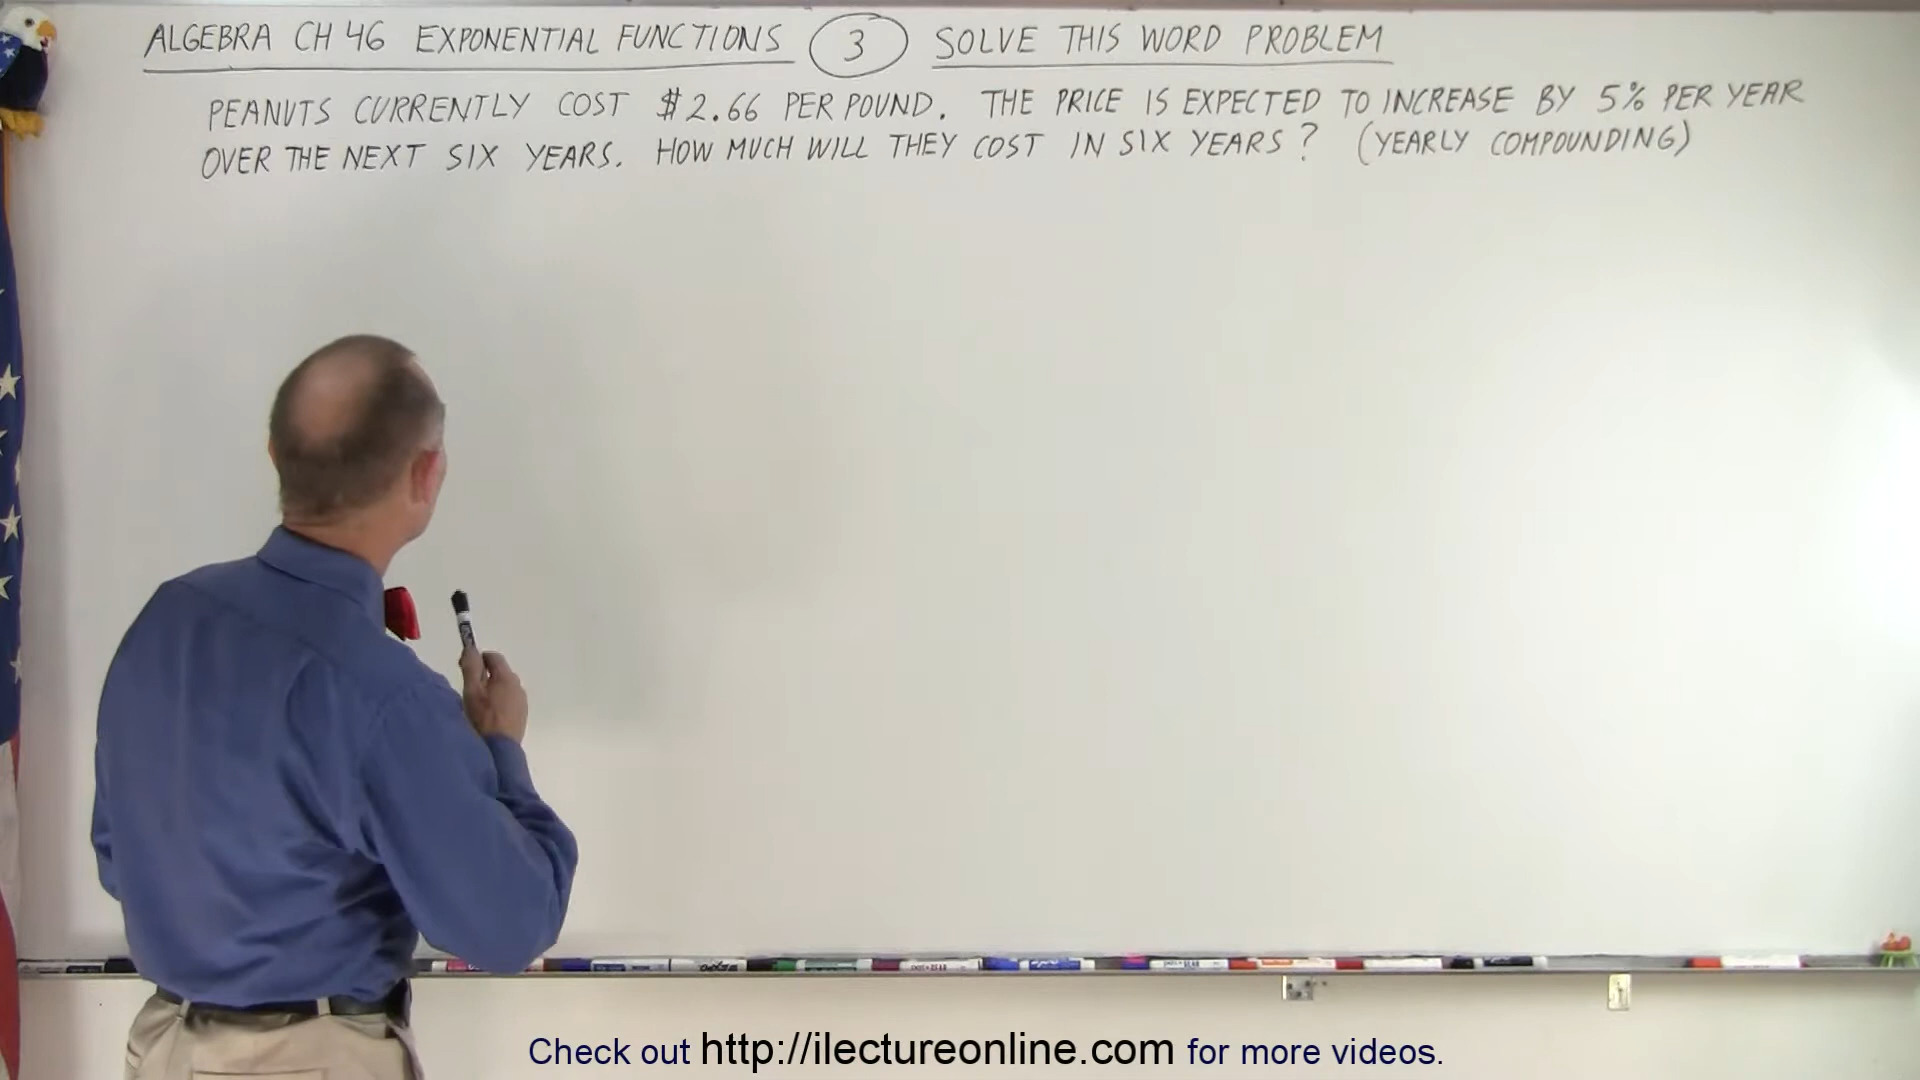 ALGEBRA CH 46 EXPONENTIAL FUNCTIONS 3 SOLVE THIS WORD PROBLEM
PEANUTS CURRENTLY COST $2.66 PER POUND. THE PRICE IS EXPECTED TO INCREASE BY 5% PER YEAR
OVER THE NEXT SIX YEARS. HOW MUCH WILL THEY COST IN SIX YEARS? (YEARLY COMPOUNDING)
Check out http://ilectureonline.com for more videos.